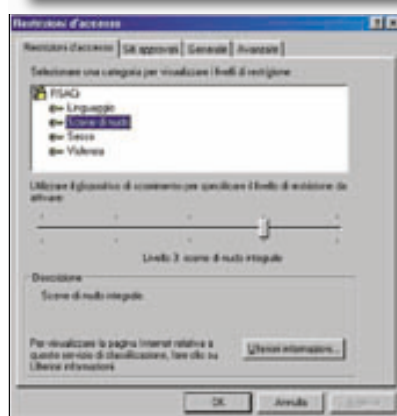 Restrizioni d'accesso
Restrizioni d'accesso Siti approvati Generale Avanzate
Selezionare una categoria per visualizzare i livelli di restrizione:
RSACi
Linguaggio
Scene di nudo
Sesso
Violenza
Utilizzare il dispositivo di scorrimento per specificare il livello di restrizione da attivare:
Livello 3: scene di nudo integrale
Descrizione
Scene di nudo integrale
Per visualizzare la pagina Internet relativa a
questo servizio di classificazione, fare clic su
Ulteriori informazioni
Ulteriori informazioni...
OK Annulla